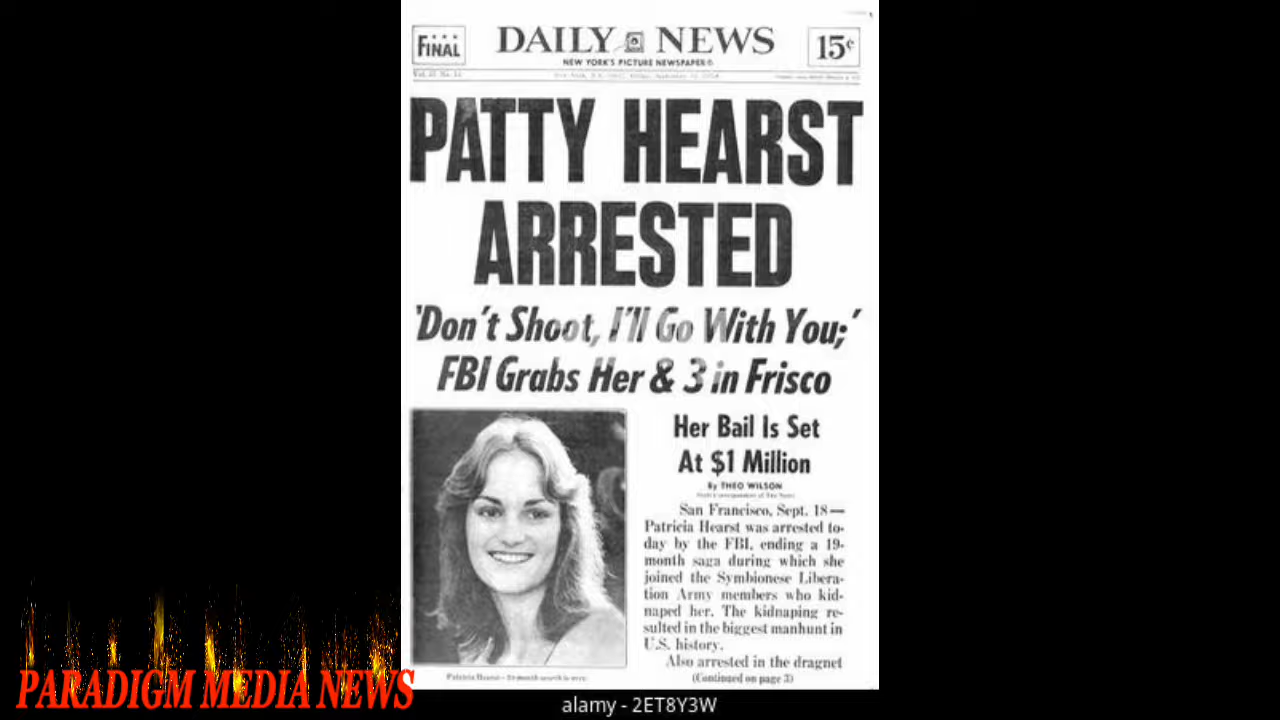 FINAL
DAILY NEWS
15¢
NEW YORK'S PICTURE NEWSPAPER
PATTY HEARST
ARRESTED
'Don't Shoot, I'll Go With You;'
FBI Grabs Her & 3 in Frisco
Her Bail Is Set
At $1 Million
By THEO WILSON
San Francisco, Sept. 18—
Patricia Hearst was arrested to-
day by the FBI, ending a 19-
month saga during which she
joined the Symbionese Libera-
tion Army members who kid-
naped her. The kidnaping re-
sulted in the biggest manhunt in
U.S. history.
Also arrested in the dragnet
(Continued on page 3)
Patricia Hearst
PARADIGM MEDIA NEWS
alamy - 2ET8Y3W